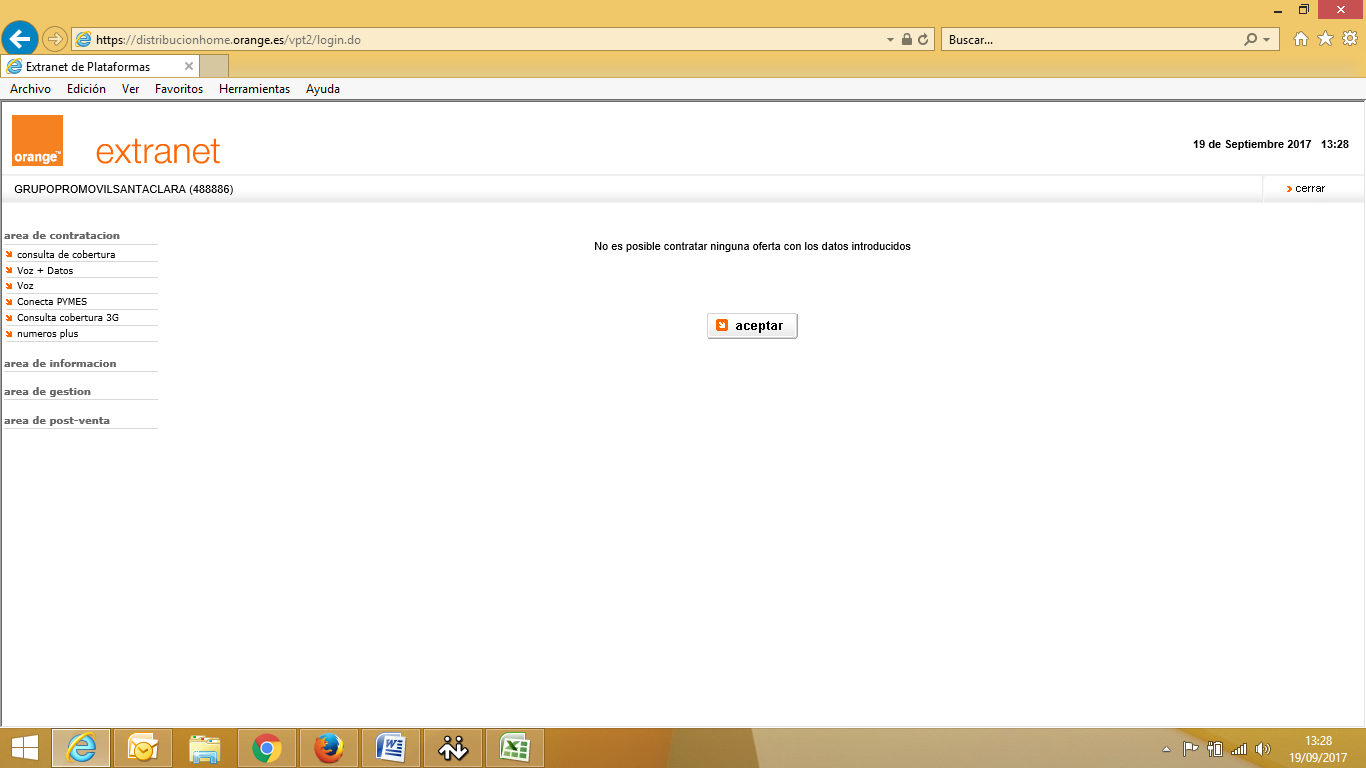 https://distribucionhome.orange.es/vpt2/login.do
Buscar...
Extranet de Plataformas
Archivo Edición Ver Favoritos Herramientas Ayuda
orange™
extranet
19 de Septiembre 2017 13:28
GRUPOPROMOVILSANTACLARA (488886)
cerrar
area de contratacion
consulta de cobertura
Voz + Datos
Voz
Conecta PYMES
Consulta cobertura 3G
numeros plus
area de informacion
area de gestion
area de post-venta
No es posible contratar ninguna oferta con los datos introducidos
aceptar
13:28
19/09/2017